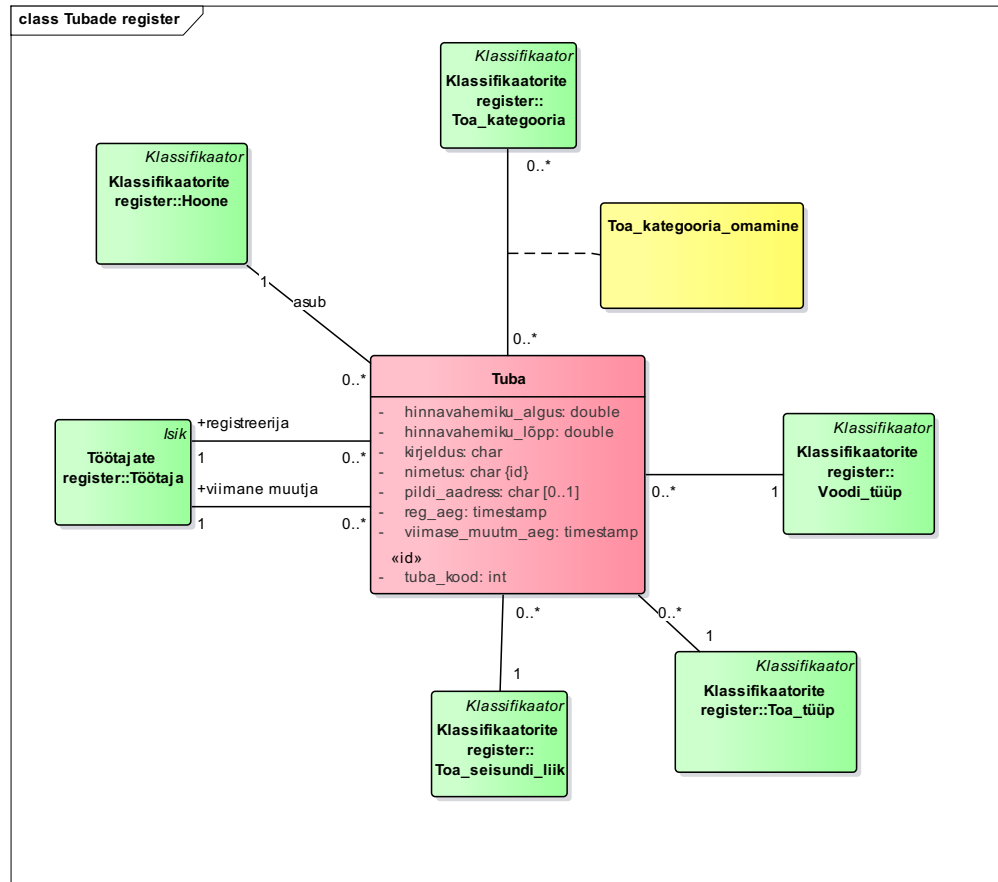 class Tubade register
Klassifikaator
Klassifikaatorite
register::
Toa_kategooria
0..*
Klassifikaator
Klassifikaatorite
register::Hoone
1
asub
0..*
Toa_kategooria_omamine
0..*
Tuba
- hinnavahemiku_algus: double
- hinnavahemiku_lõpp: double
- kirjeldus: char
- nimetus: char {id}
- pildi_aadress: char [0..1]
- reg_aeg: timestamp
- viimase_muutm_aeg: timestamp
«id»
- tuba_kood: int
Isik
Töötajate
register::Töötaja
+registreerija
1
0..*
+viimane muutja
1
0..*
Klassifikaator
Klassifikaatorite
register::
Voodi_tüüp
0..*
1
0..*
1
Klassifikaator
Klassifikaatorite
register::
Toa_seisundi_liik
0..*
1
Klassifikaator
Klassifikaatorite
register::Toa_tüüp